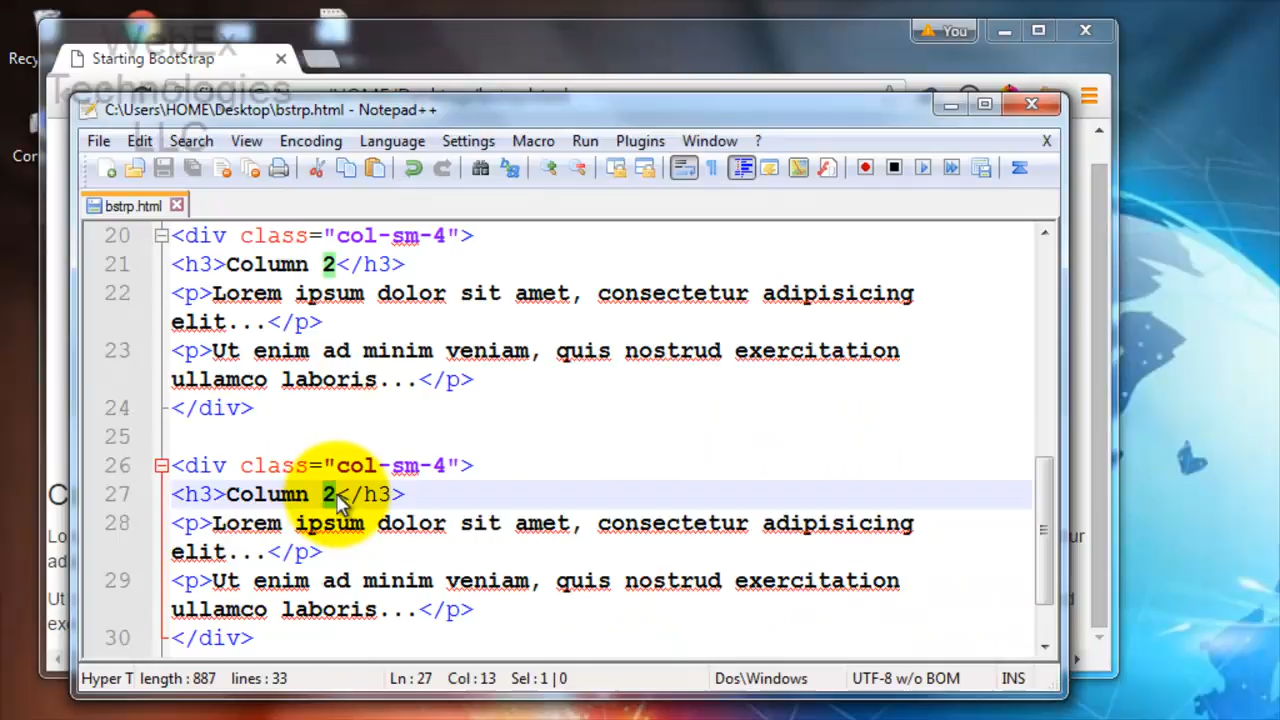 WebEx
Technologies
LLC
Recy
You
Starting BootStrap
C:\Users\HOME\Desktop\bstrp.html - Notepad++
File Edit Search View Encoding Language Settings Macro Run Plugins Window ? X
bstrp.html
20 <div class="col-sm-4">
21 <h3>Column 2</h3>
22 <p>Lorem ipsum dolor sit amet, consectetur adipisicing
elit...</p>
23 <p>Ut enim ad minim veniam, quis nostrud exercitation
ullamco laboris...</p>
24 </div>
25
26 <div class="col-sm-4">
27 <h3>Column 2</h3>
28 <p>Lorem ipsum dolor sit amet, consectetur adipisicing
elit...</p>
29 <p>Ut enim ad minim veniam, quis nostrud exercitation
ullamco laboris...</p>
30 </div>
Hyper T length : 887 lines : 33 Ln : 27 Col : 13 Sel : 1 | 0 Dos\Windows UTF-8 w/o BOM INS